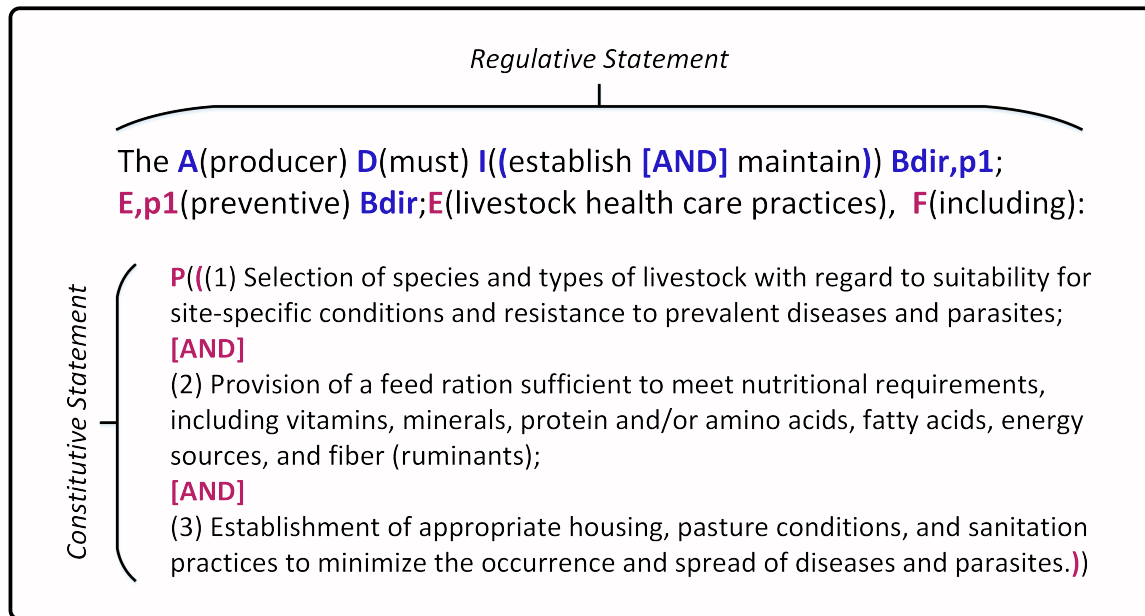 Regulative Statement
The A(producer) D(must) I((establish [AND] maintain)) Bdir,p1;
E,p1(preventive) Bdir;E(livestock health care practices), F(including):
Constitutive Statement
P(((1) Selection of species and types of livestock with regard to suitability for
site-specific conditions and resistance to prevalent diseases and parasites;
[AND]
(2) Provision of a feed ration sufficient to meet nutritional requirements,
including vitamins, minerals, protein and/or amino acids, fatty acids, energy
sources, and fiber (ruminants);
[AND]
(3) Establishment of appropriate housing, pasture conditions, and sanitation
practices to minimize the occurrence and spread of diseases and parasites.))